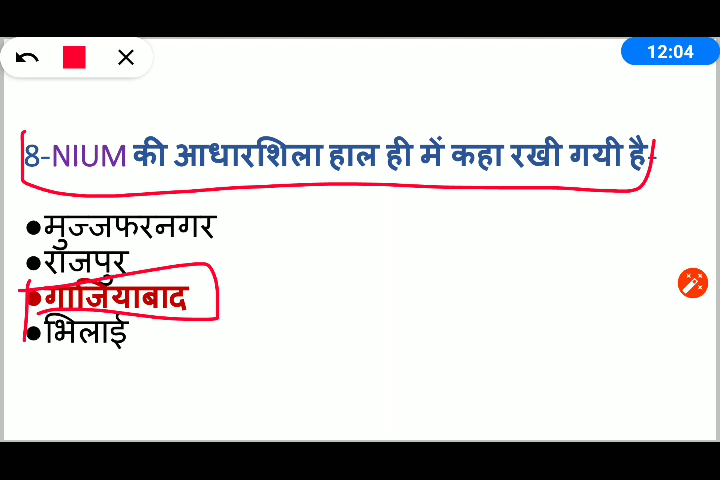 12:04
8-NIUM की आधारशिला हाल ही में कहा रखी गयी है-
●मुज्जफरनगर
●राजपुर
●गाजियाबाद
●भिलाई